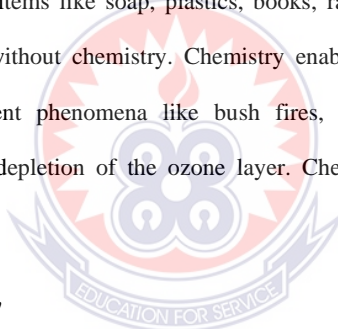 items like soap, plastics, books, ra
without chemistry. Chemistry enab
ent phenomena like bush fires,
depletion of the ozone layer. Che
EDUCATION FOR SERVICE